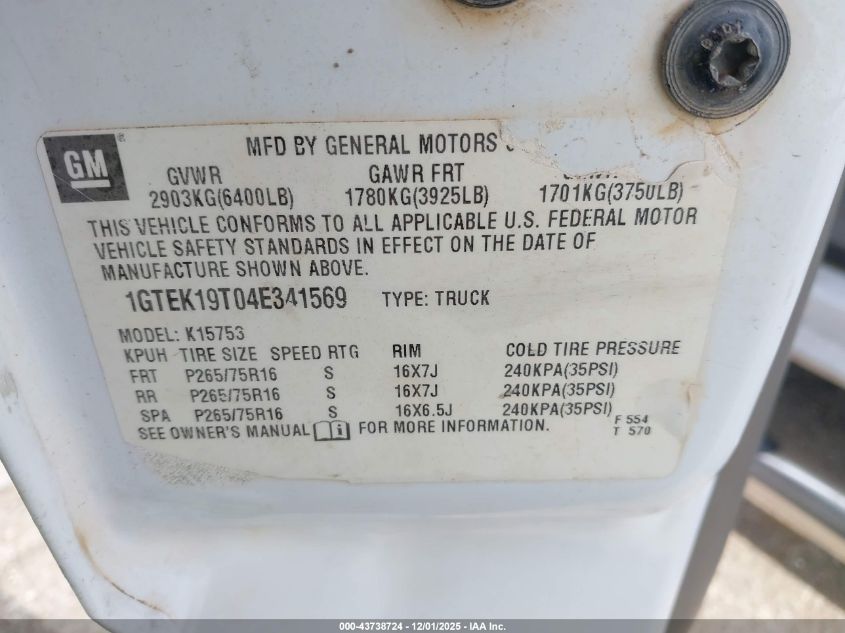 GM
MFD BY GENERAL MOTORS
GVWR GAWR FRT
2903KG(6400LB) 1780KG(3925LB) 1701KG(3750LB)
THIS VEHICLE CONFORMS TO ALL APPLICABLE U.S. FEDERAL MOTOR
VEHICLE SAFETY STANDARDS IN EFFECT ON THE DATE OF
MANUFACTURE SHOWN ABOVE.
1GTEK19T04E341569 TYPE: TRUCK
MODEL: K15753
KPUH TIRE SIZE SPEED RTG RIM COLD TIRE PRESSURE
FRT P265/75R16 S 16X7J 240KPA(35PSI)
RR P265/75R16 S 16X7J 240KPA(35PSI)
SPA P265/75R16 S 16X6.5J 240KPA(35PSI)
SEE OWNER'S MANUAL i FOR MORE INFORMATION.
F 554
T 570
000-43738724 - 12/01/2025 - IAA Inc.